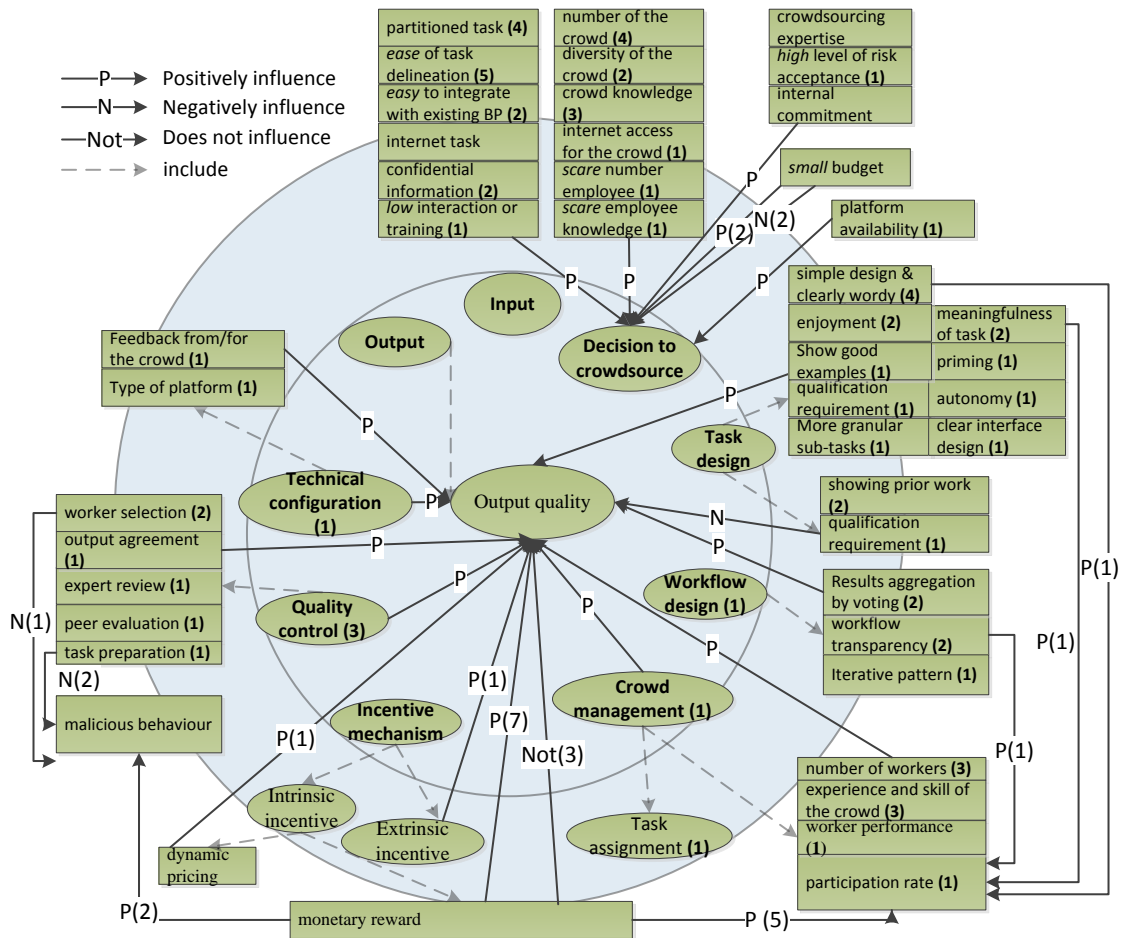 P
Positively influence
N
Negatively influence
Not
Does not influence
include
partitioned task (4)
ease of task
delineation (5)
easy to integrate
with existing BP (2)
internet task
confidential
information (2)
low interaction or
training (1)
number of the
crowd (4)
diversity of the
crowd (2)
crowd knowledge
(3)
internet access
for the crowd (1)
scare number
employee (1)
scare employee
knowledge (1)
crowdsourcing
expertise
high level of risk
acceptance (1)
internal
commitment
small budget
platform
availability (1)
P
P(2)
N(2)
P
P
P
simple design &
clearly wordy (4)
enjoyment (2)
meaningfulness
of task (2)
Show good
examples (1)
priming (1)
qualification
requirement (1)
autonomy (1)
More granular
sub-tasks (1)
clear interface
design (1)
Input
Output
Decision to
crowdsource
Feedback from/for
the crowd (1)
Type of platform (1)
P
P
Task
design
Technical
configuration
(1)
P
Output quality
showing prior work
(2)
qualification
requirement (1)
N
P
worker selection (2)
output agreement
(1)
expert review (1)
peer evaluation (1)
task preparation (1)
P
N(1)
N(2)
malicious behaviour
Quality
control (3)
P
P
Workflow
design (1)
Results aggregation
by voting (2)
workflow
transparency (2)
Iterative pattern (1)
P(1)
P(1)
P
Crowd
management (1)
Incentive
mechanism
P(1)
P(7)
Not(3)
P(1)
Intrinsic
incentive
Extrinsic
incentive
Task
assignment (1)
dynamic
pricing
number of workers (3)
experience and skill of
the crowd (3)
worker performance
(1)
participation rate (1)
P(2)
monetary reward
P (5)